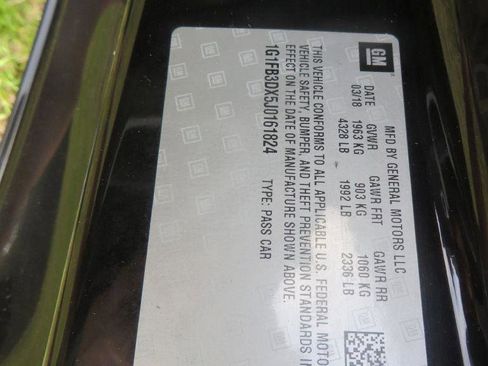 GM
MFD BY GENERAL MOTORS LLC
DATE GVWR GAWR FRT GAWR RR
03/18 1963 KG 903 KG 1060 KG
4328 LB 1992 LB 2336 LB
THIS VEHICLE CONFORMS TO ALL APPLICABLE U.S. FEDERAL MOTO
VEHICLE SAFETY, BUMPER, AND THEFT PREVENTION STANDARDS IN
EFFECT ON THE DATE OF MANUFACTURE SHOWN ABOVE.
1G1FB3DX5J0161824 TYPE: PASS CAR